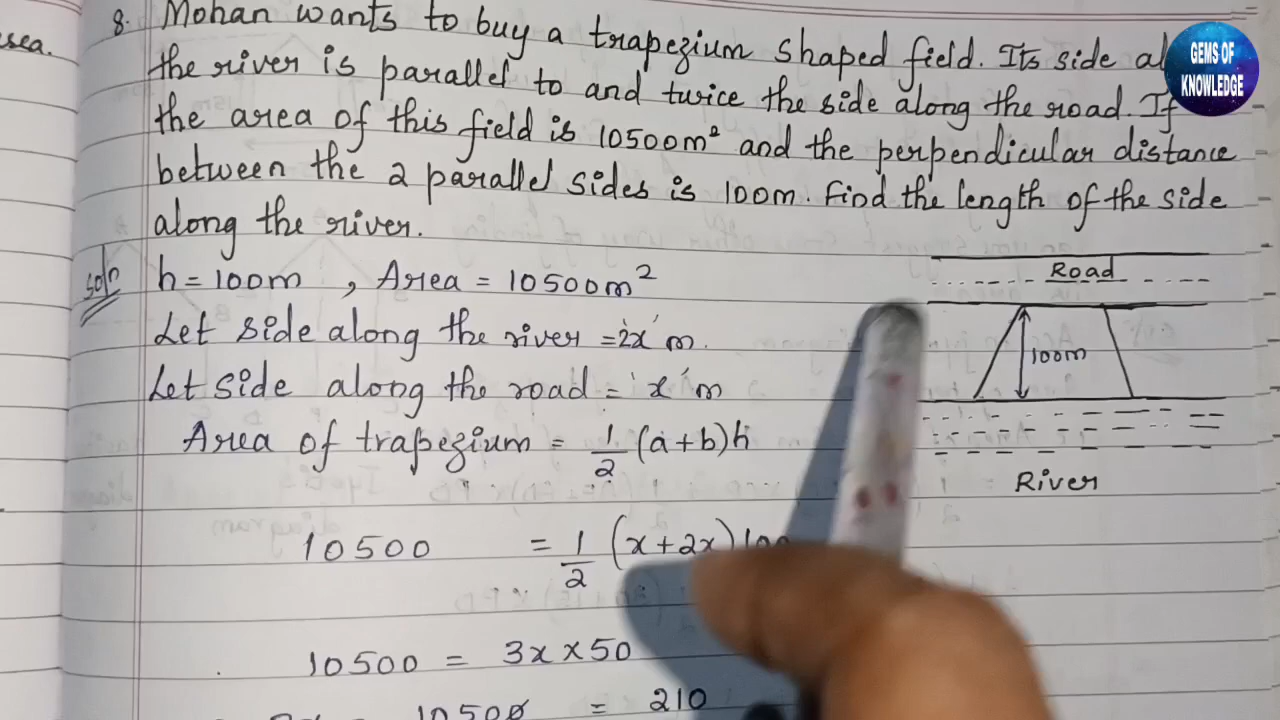 sea.
8. Mohan wants to buy a trapezium shaped field. Its side al
GEMS OF
KNOWLEDGE
the river is parallel to and twice the side along the road. If
the area of this field is 10500m² and the perpendicular distance
between the 2 parallel sides is 100m. Find the length of the side
along the river.
Soln h = 100m , Area = 10500m²
Let side along the river = '2x' m.
Let side along the road = 'x' m
Area of trapezium = 1/2 (a+b)h
10500 = 1/2 (x+2x) 100
10500 = 3x x 50
10500 = 210
Road
100m
River